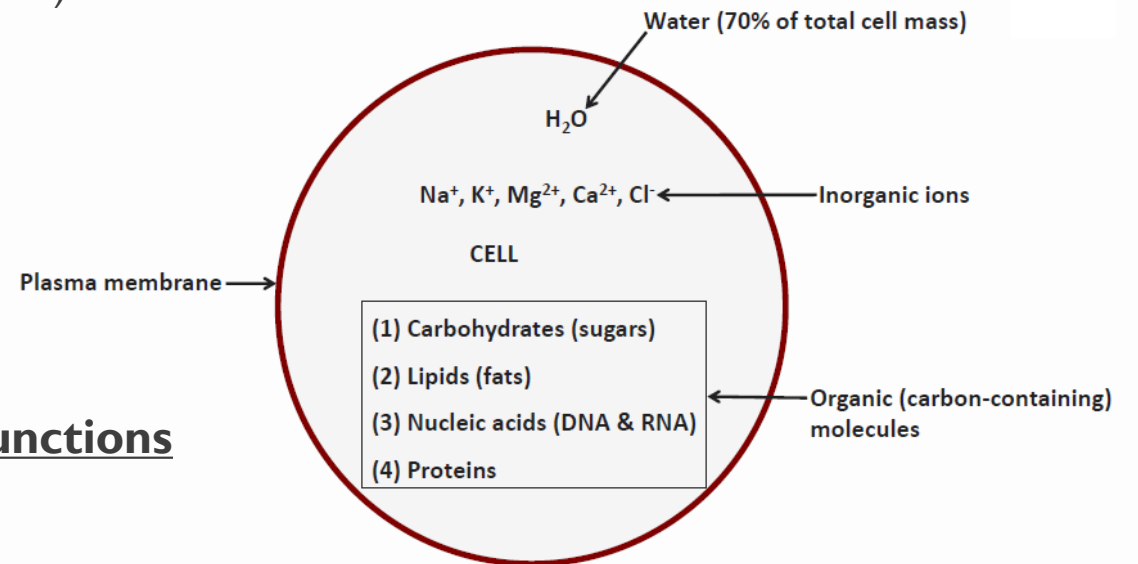 )
Water (70% of total cell mass)
H₂O
Na⁺, K⁺, Mg²⁺, Ca²⁺, Cl⁻
Inorganic ions
CELL
Plasma membrane
(1) Carbohydrates (sugars)
(2) Lipids (fats)
(3) Nucleic acids (DNA & RNA)
(4) Proteins
Organic (carbon-containing)
molecules
unctions